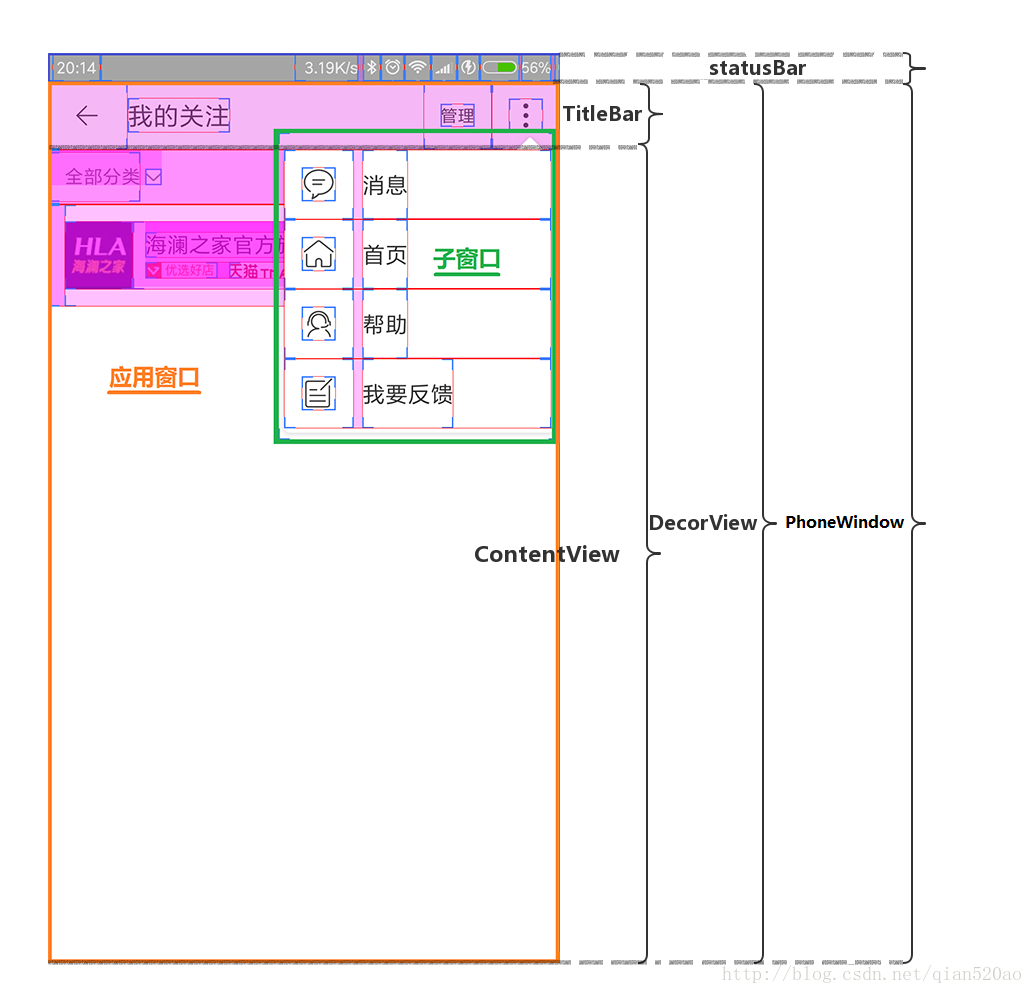 20:14 3.19K/s 56%
statusBar
我的关注 管理
TitleBar
全部分类
消息
HLA
海澜之家
海澜之家官方
优选好店 天猫
首页
子窗口
帮助
应用窗口
我要反馈
DecorView
PhoneWindow
ContentView
http://blog.csdn.net/qian520ao